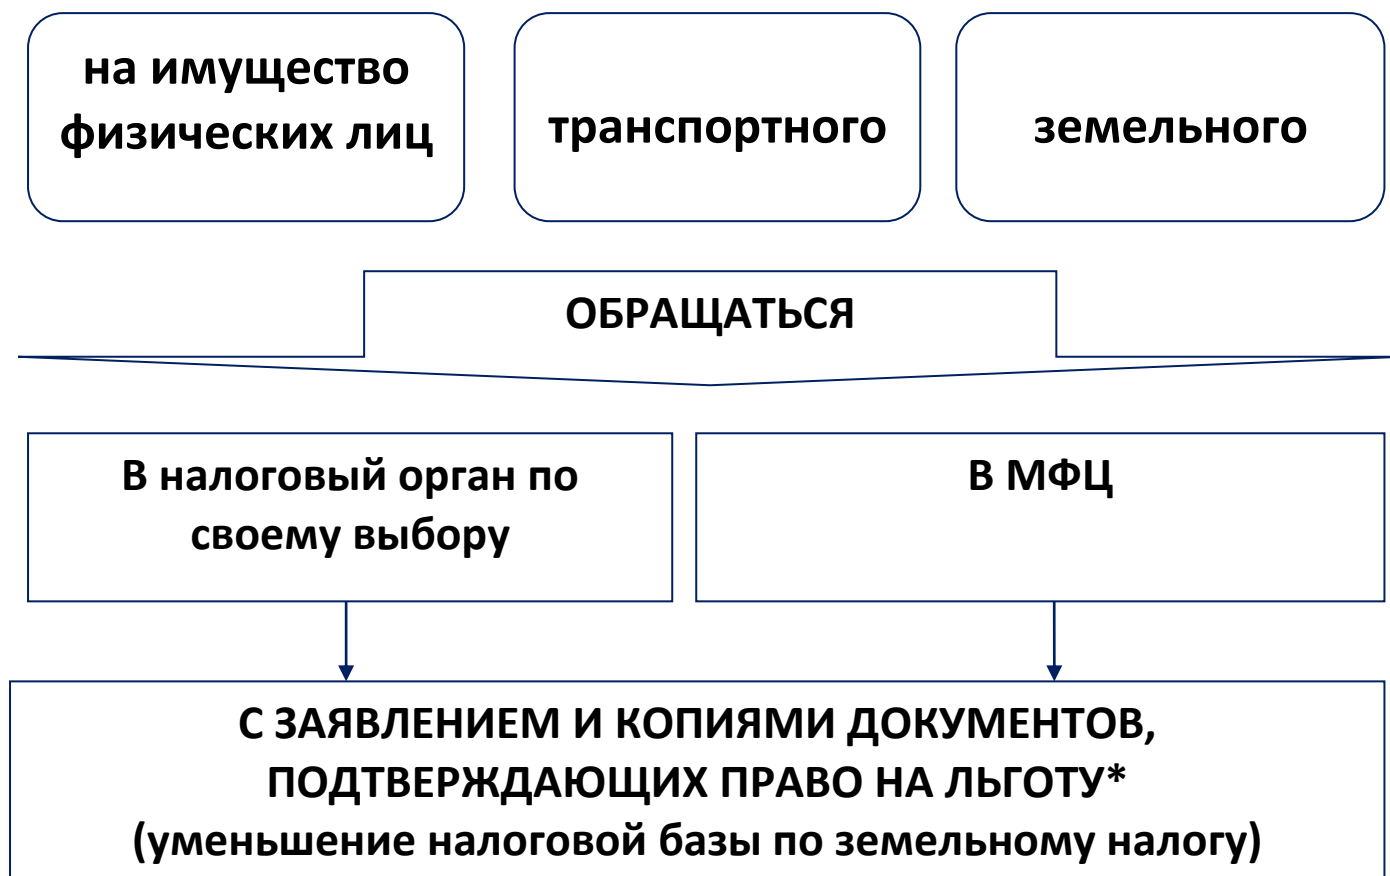 на имущество
физических лиц
транспортного
земельного
ОБРАЩАТЬСЯ
В налоговый орган по
своему выбору
В МФЦ
С ЗАЯВЛЕНИЕМ И КОПИЯМИ ДОКУМЕНТОВ,
ПОДТВЕРЖДАЮЩИХ ПРАВО НА ЛЬГОТУ*
(уменьшение налоговой базы по земельному налогу)